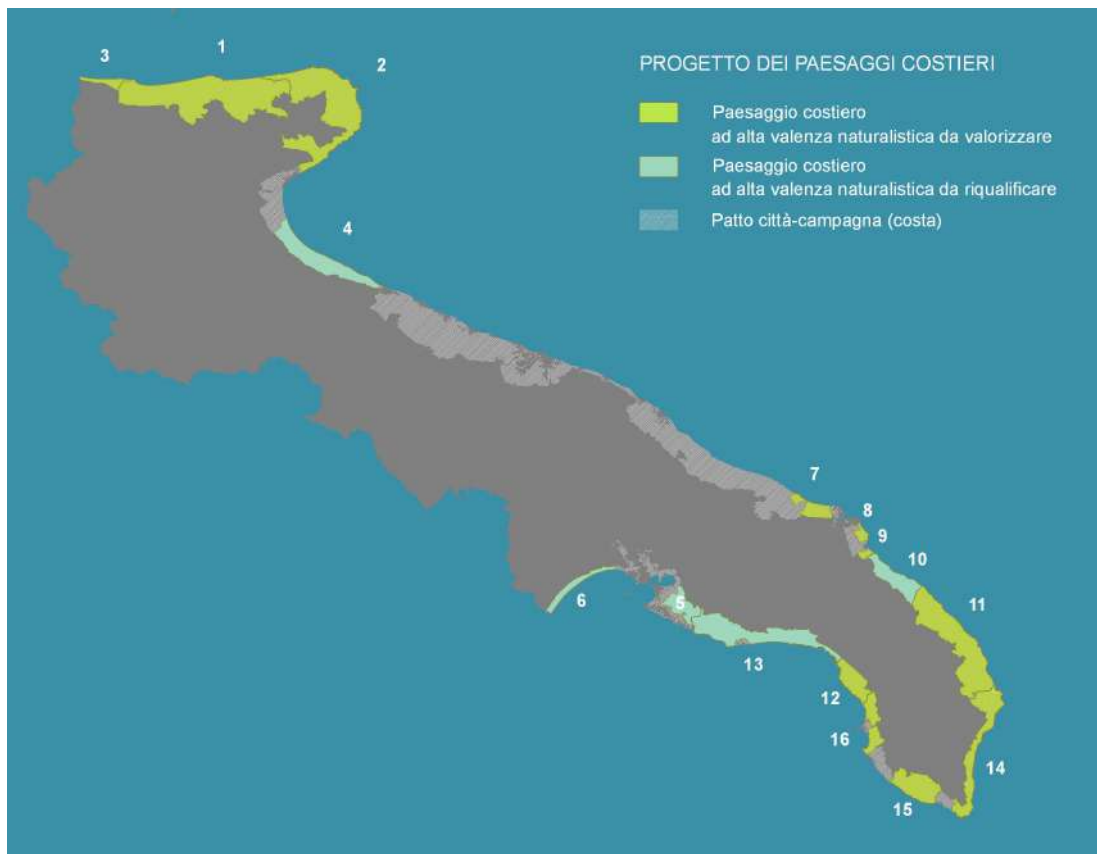 PROGETTO DEI PAESAGGI COSTIERI
Paesaggio costiero
ad alta valenza naturalistica da valorizzare
Paesaggio costiero
ad alta valenza naturalistica da riqualificare
Patto città-campagna (costa)
3
1
2
4
7
8
9
10
11
6
5
13
12
16
14
15